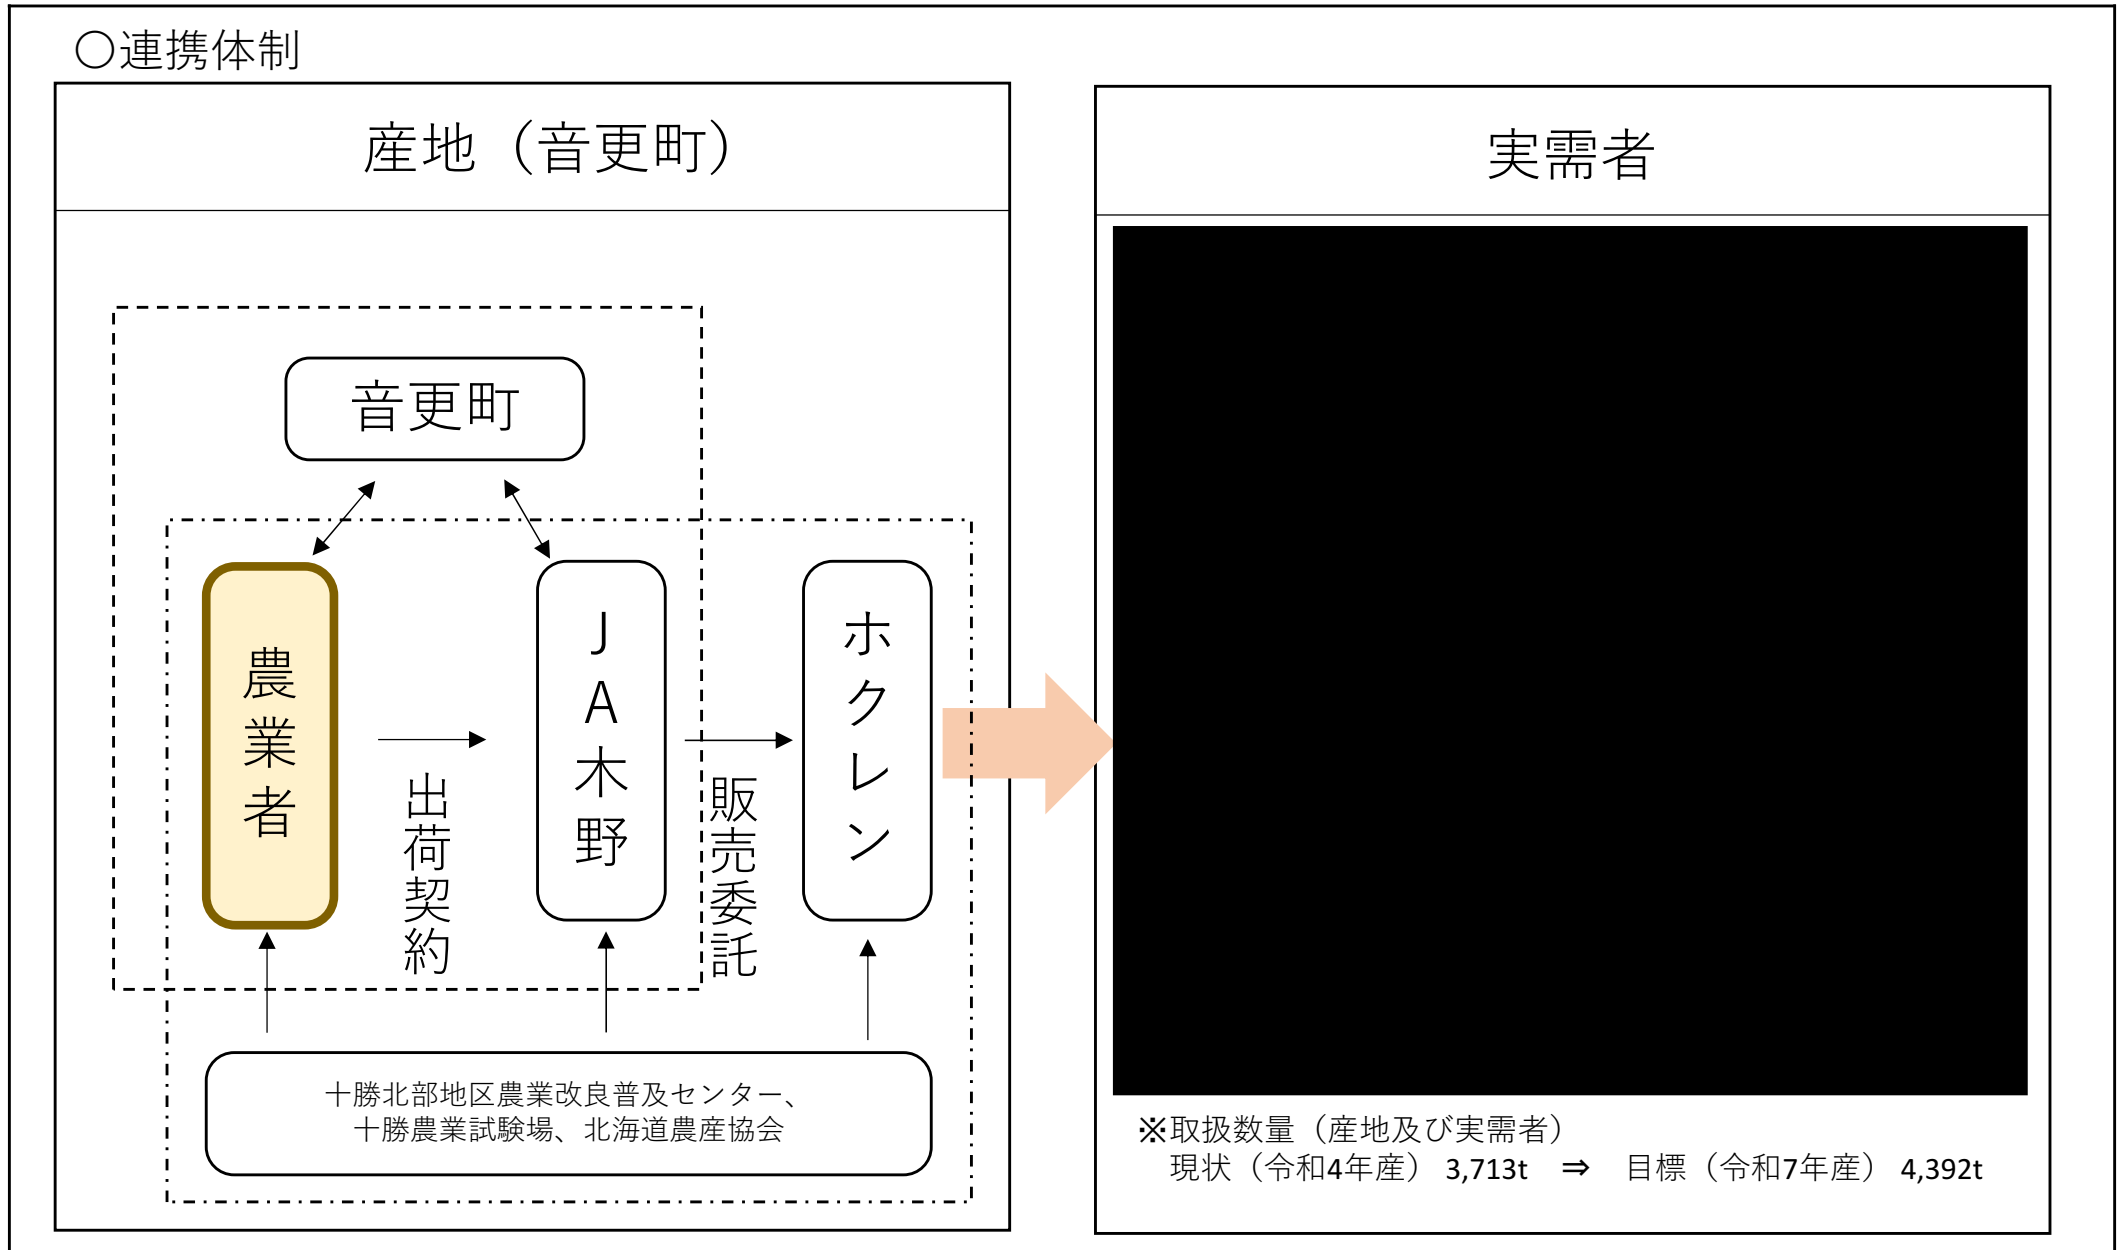 〇連携体制
産地（音更町）
音更町
農業者
出荷契約
ＪＡ木野
販売委託
ホクレン
十勝北部地区農業改良普及センター、
十勝農業試験場、北海道農産協会
実需者
※取扱数量（産地及び実需者）
現状（令和4年産） 3,713t　⇒　目標（令和7年産） 4,392t